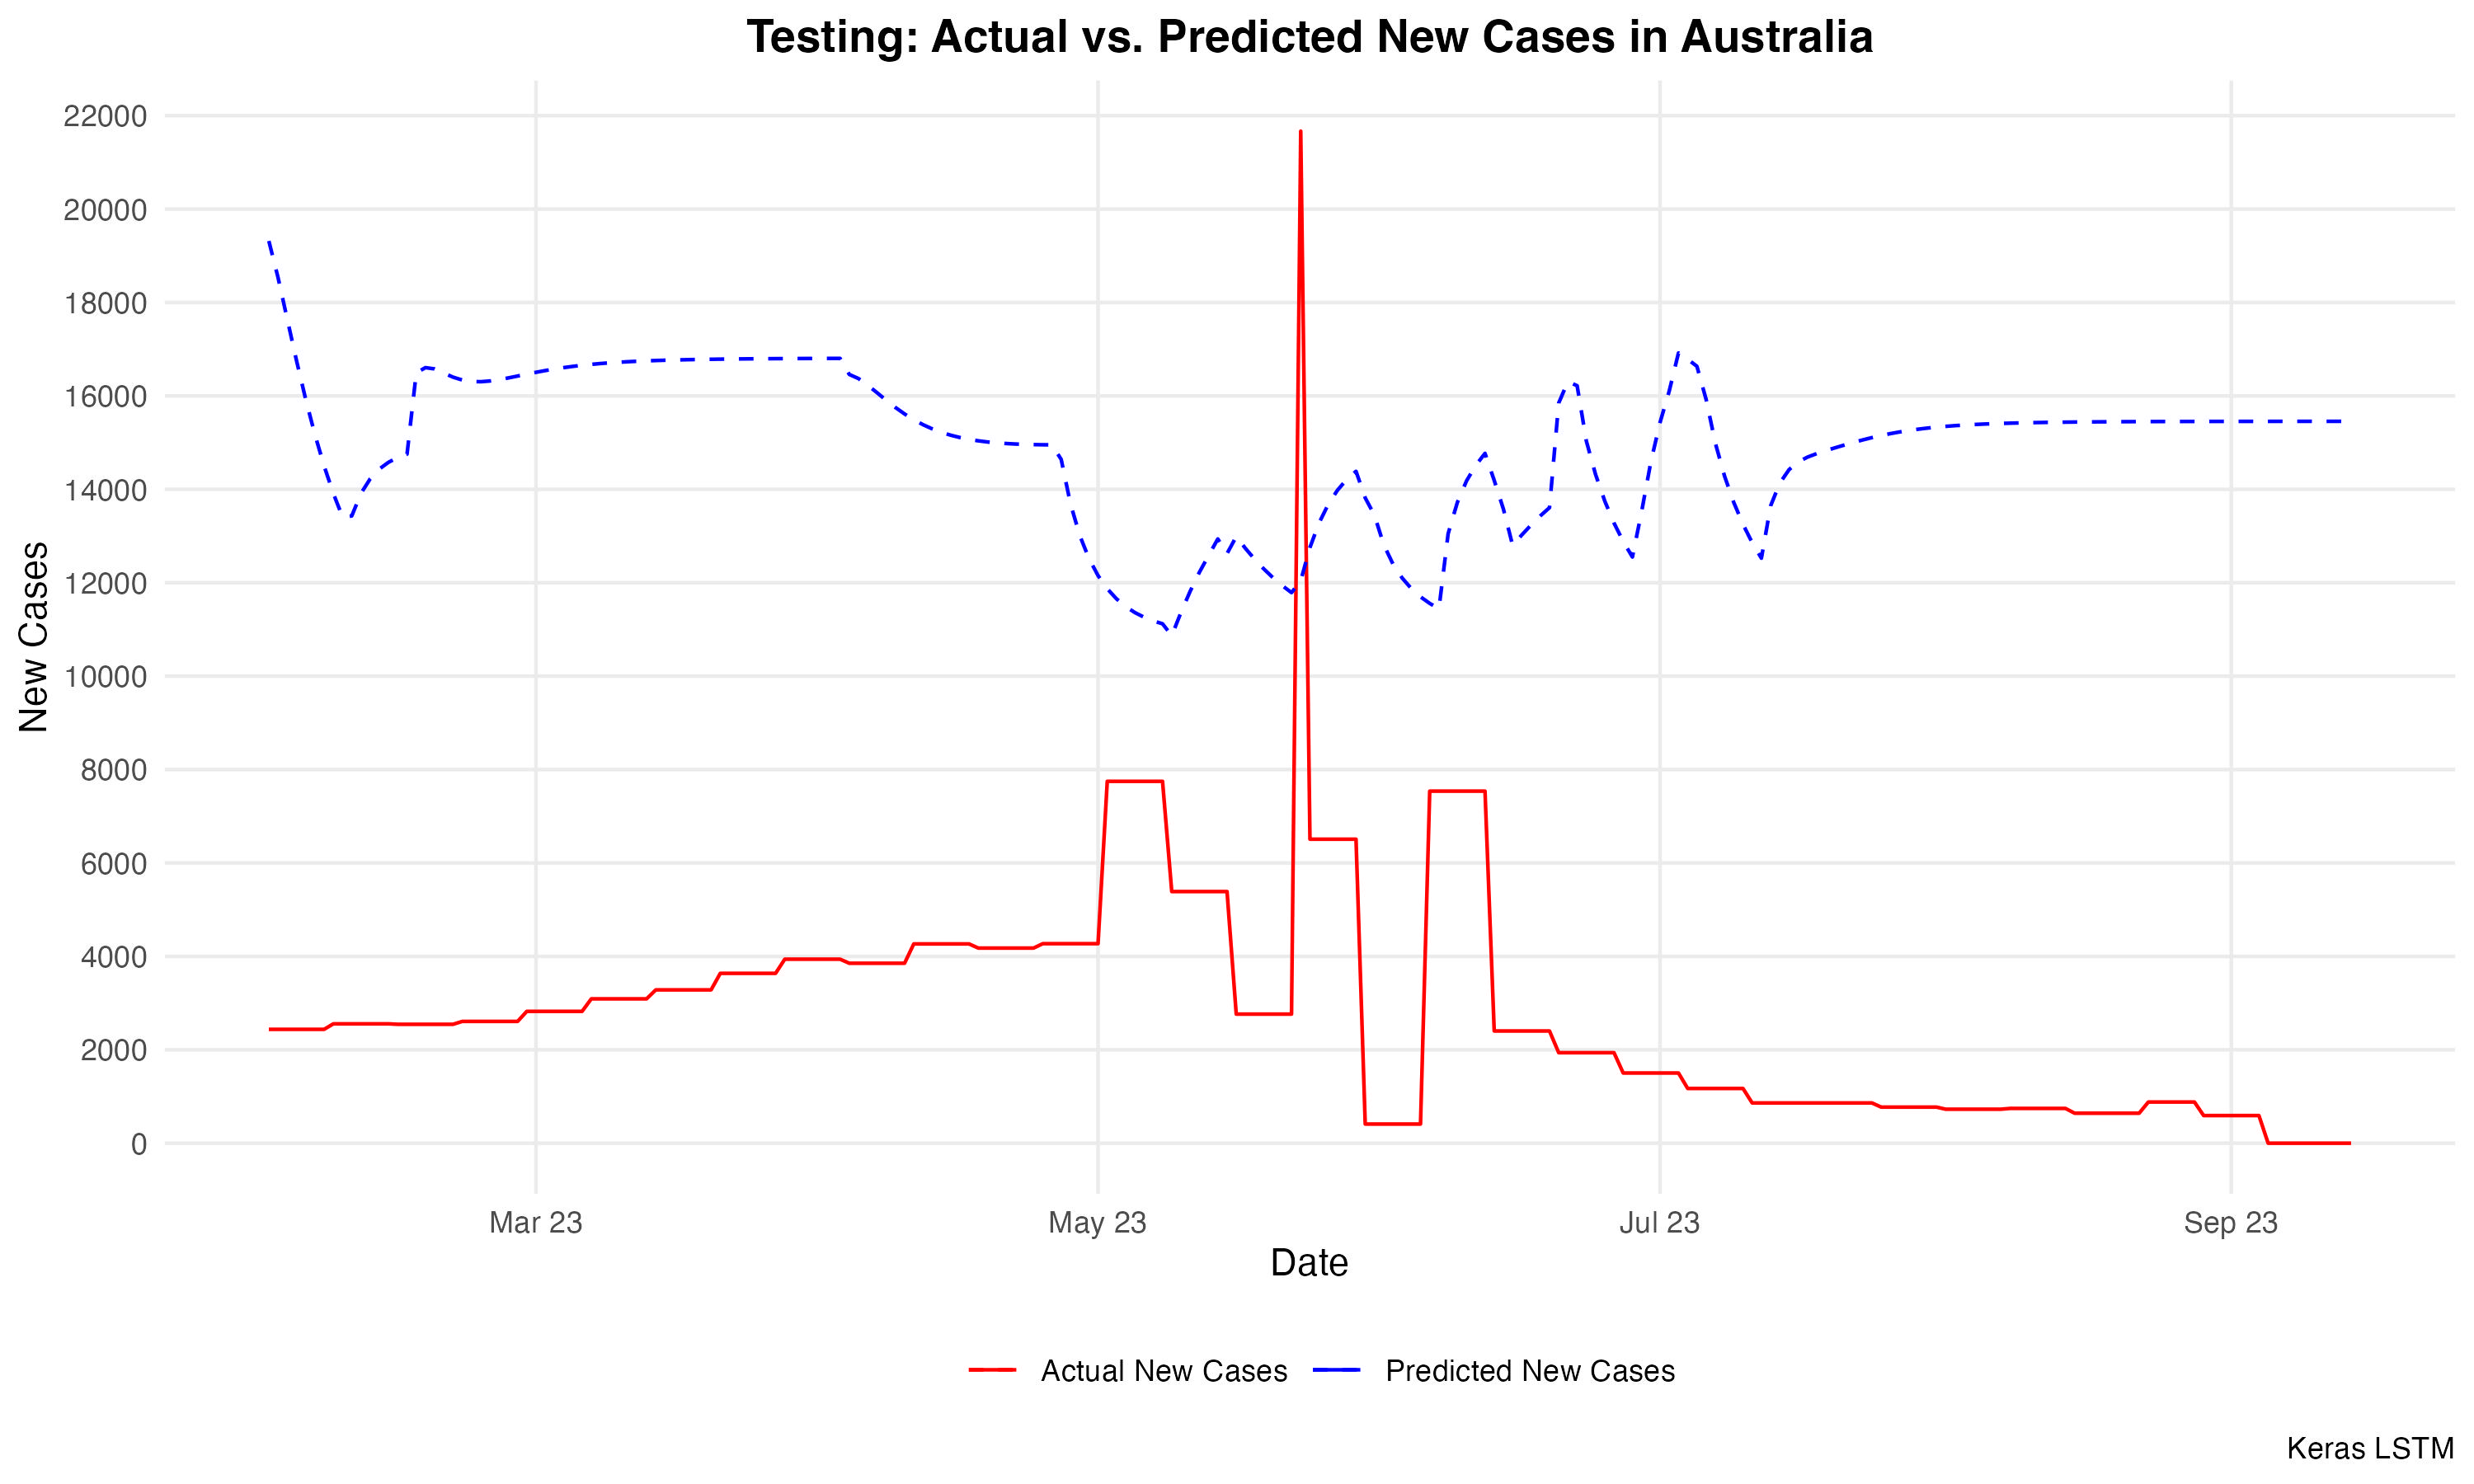 Testing: Actual vs. Predicted New Cases in Australia
New Cases
22000
20000
18000
16000
14000
12000
10000
8000
6000
4000
2000
0
Mar 23 May 23 Jul 23 Sep 23
Date
Actual New Cases Predicted New Cases
Keras LSTM